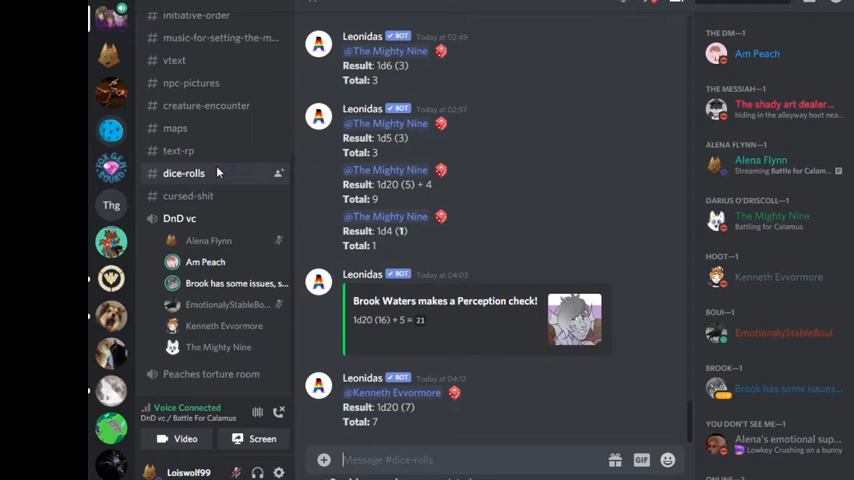 initiative-order
music-for-setting-the-m...
vtext
npc-pictures
creature-encounter
maps
text-rp
dice-rolls
cursed-shit
DnD vc
Alena Flynn
Am Peach
Brook has some issues, s...
EmotionalyStableBo...
Kenneth Evvormore
The Mighty Nine
Peaches torture room
Voice Connected
DnD vc / Battle For Calamus
Video
Screen
Loiswolf99
Thg
Leonidas BOT Today at 02:49
@The Mighty Nine
Result: 1d6 (3)
Total: 3
Leonidas BOT Today at 02:57
@The Mighty Nine
Result: 1d5 (3)
Total: 3
@The Mighty Nine
Result: 1d20 (5) + 4
Total: 9
@The Mighty Nine
Result: 1d4 (1)
Total: 1
Leonidas BOT Today at 04:03
Brook Waters makes a Perception check!
1d20 (16) + 5 = 21
Leonidas BOT Today at 04:12
@Kenneth Evvormore
Result: 1d20 (7)
Total: 7
Message #dice-rolls
GIF
THE DM—1
Am Peach
THE MESSIAH—1
The shady art dealer...
hiding in the alleyway hoot nea...
ALENA FLYNN—1
Alena Flynn
Streaming Battle for Calam...
DARIUS O'DRISCOLL—1
The Mighty Nine
Battling for Calamus
HOOT—1
Kenneth Evvormore
BOUI—1
EmotionalyStableBoui
BROOK—1
Brook has some issues...
YOU DON'T SEE ME—1
Alena's emotional sup...
Lowkey Crushing on a bunny